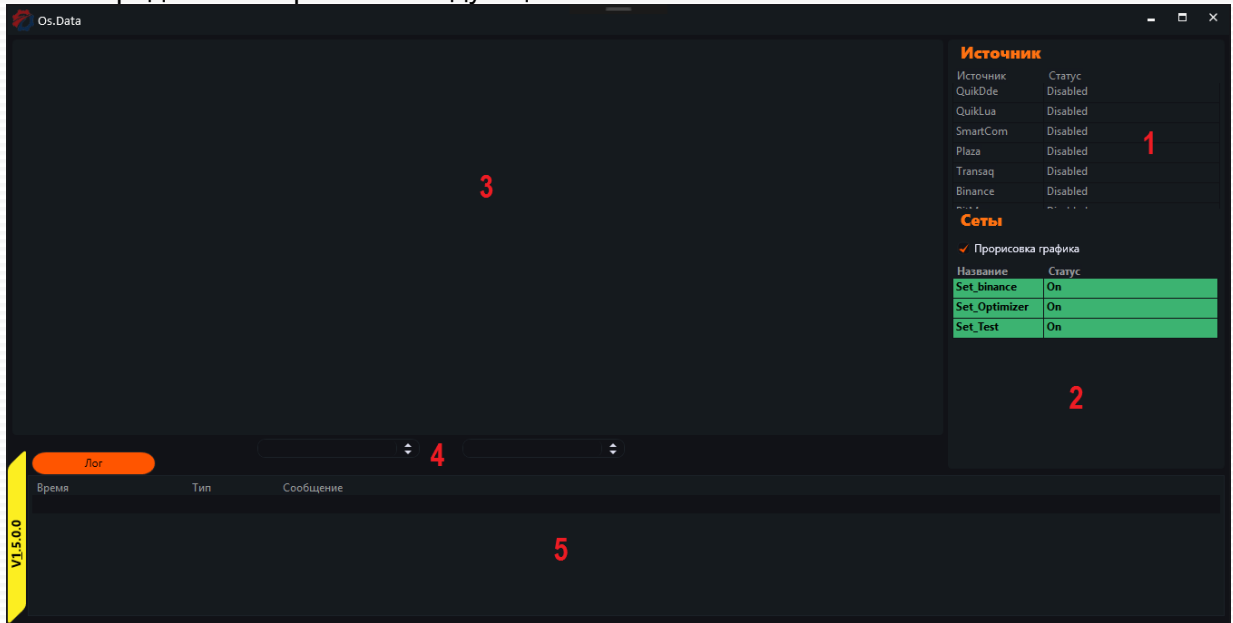 Os.Data
Источник
Источник Статус
QuikDde Disabled
QuikLua Disabled
SmartCom Disabled
1
Plaza Disabled
3
Transaq Disabled
Binance Disabled
Сеты
Прорисовка графика
Название Статус
Set_binance On
Set_Optimizer On
Set_Test On
2
4
Лог
Время Тип Сообщение
5
V1.5.0.0